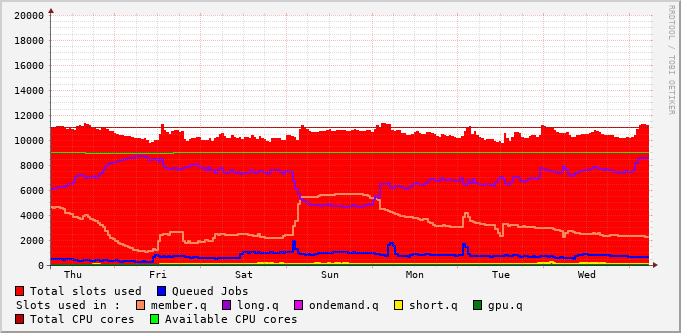 RRDTOOL / TOBI OETIKER
20000
18000
16000
14000
12000
10000
8000
6000
4000
2000
0
Thu Fri Sat Sun Mon Tue Wed
Total slots used Queued Jobs
Slots used in : member.q long.q ondemand.q short.q gpu.q
Total CPU cores Available CPU cores